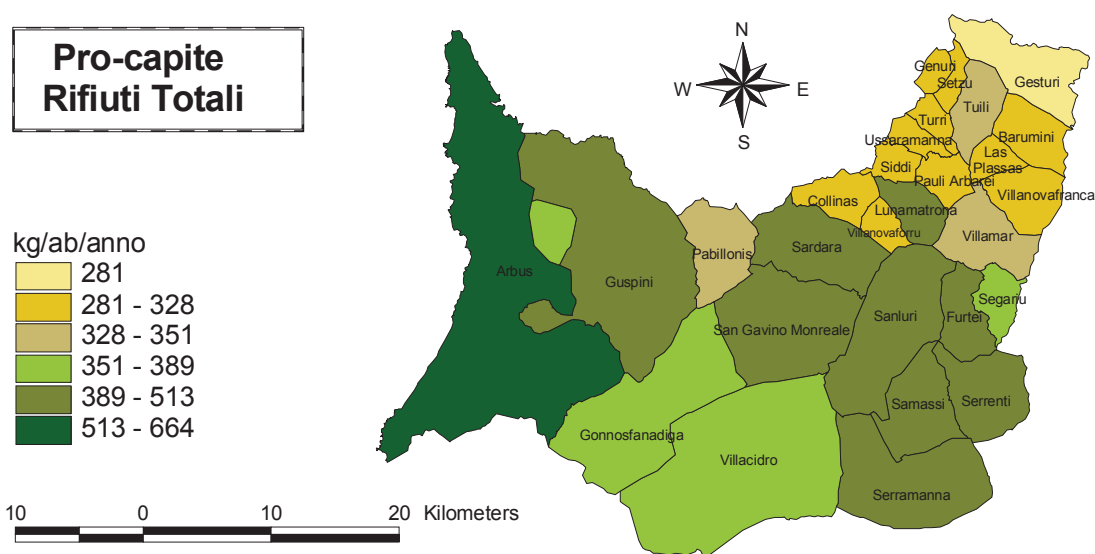 Pro-capite
Rifiuti Totali
N
W
E
S
kg/ab/anno
281
281 - 328
328 - 351
351 - 389
389 - 513
513 - 664
Genuri
Setzu
Gesturi
Tuili
Turri
Barumini
Ussaramanna
Las
Plassas
Siddi
Pauli Arbarei
Villanovafranca
Collinas
Lunamatrona
Villanovaforru
Villamar
Sardara
Pabillonis
Arbus
Guspini
Segariu
San Gavino Monreale
Sanluri
Furtei
Samassi
Serrenti
Gonnosfanadiga
Villacidro
Serramanna
10 0 10 20 Kilometers